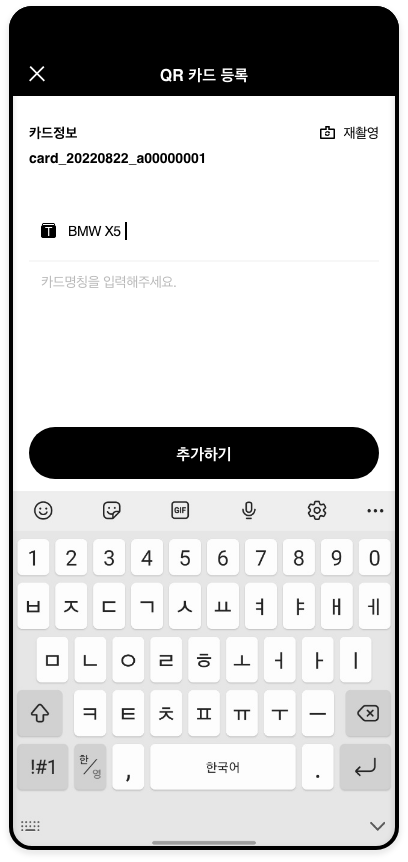 QR 카드 등록
카드정보
재촬영
card_20220822_a00000001
T BMW X5
카드명칭을 입력해주세요.
추가하기
GIF
1 2 3 4 5 6 7 8 9 0
ㅂ ㅈ ㄷ ㄱ ㅅ ㅛ ㅕ ㅑ ㅐ ㅔ
ㅁ ㄴ ㅇ ㄹ ㅎ ㅗ ㅓ ㅏ ㅣ
ㅋ ㅌ ㅊ ㅍ ㅠ ㅜ ㅡ
!#1 한/영 , 한국어 .